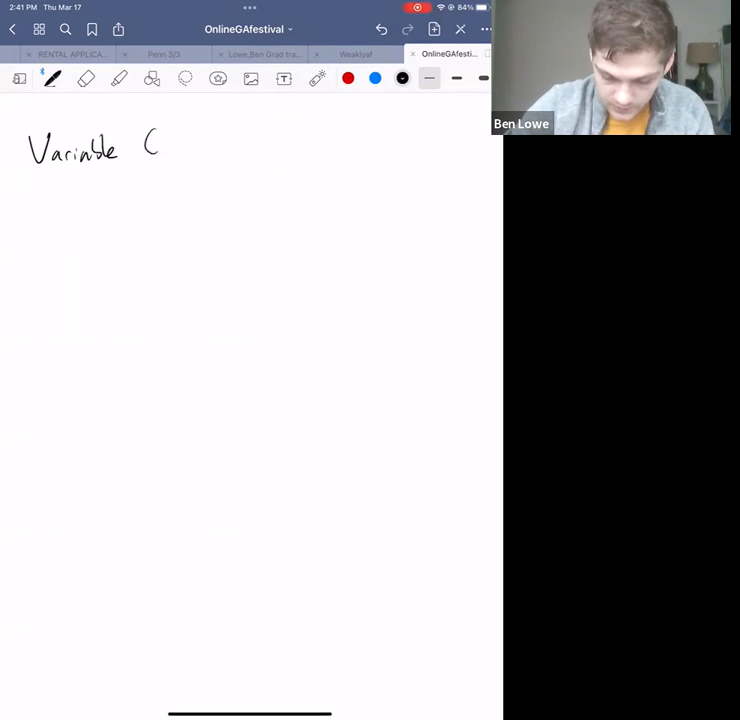 2:41 PM Thu Mar 17
84%
OnlineGAfestival
RENTAL APPLICA...
Penn 3/3
Lowe,Ben Grad tra...
Weaklyaf
OnlineGAfesti...
Ben Lowe
Variable C